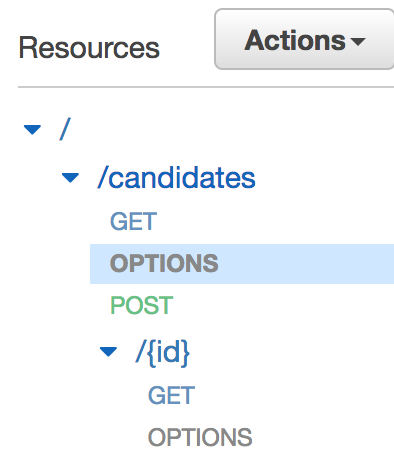 Resources
Actions
/
/candidates
GET
OPTIONS
POST
/{id}
GET
OPTIONS